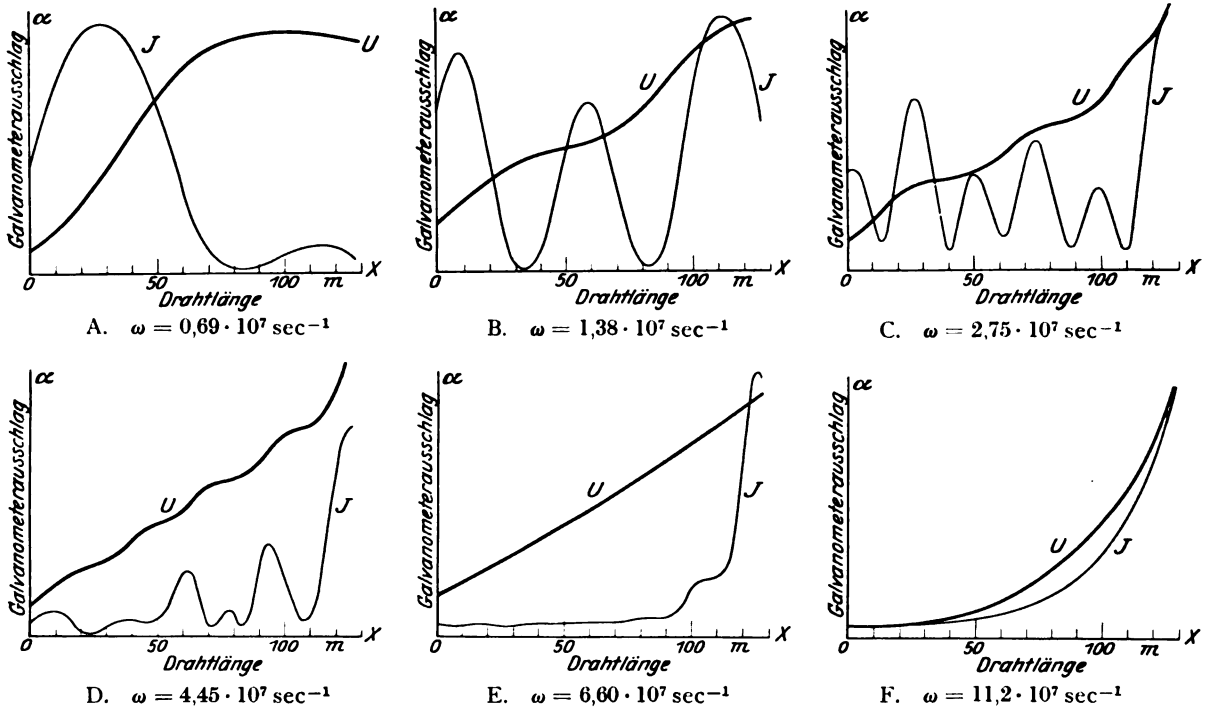 α
Galvanometerausschlag
J
U
0
50
100
m
X
Drahtlänge
A. ω = 0,69 · 10⁷ sec⁻¹
α
Galvanometerausschlag
U
J
0
50
100
m
X
Drahtlänge
B. ω = 1,38 · 10⁷ sec⁻¹
α
Galvanometerausschlag
U
J
0
50
100
m
X
Drahtlänge
C. ω = 2,75 · 10⁷ sec⁻¹
α
Galvanometerausschlag
U
J
0
50
100
m
X
Drahtlänge
D. ω = 4,45 · 10⁷ sec⁻¹
α
Galvanometerausschlag
U
J
0
50
100
m
X
Drahtlänge
E. ω = 6,60 · 10⁷ sec⁻¹
α
Galvanometerausschlag
U
J
0
50
100
m
X
Drahtlänge
F. ω = 11,2 · 10⁷ sec⁻¹